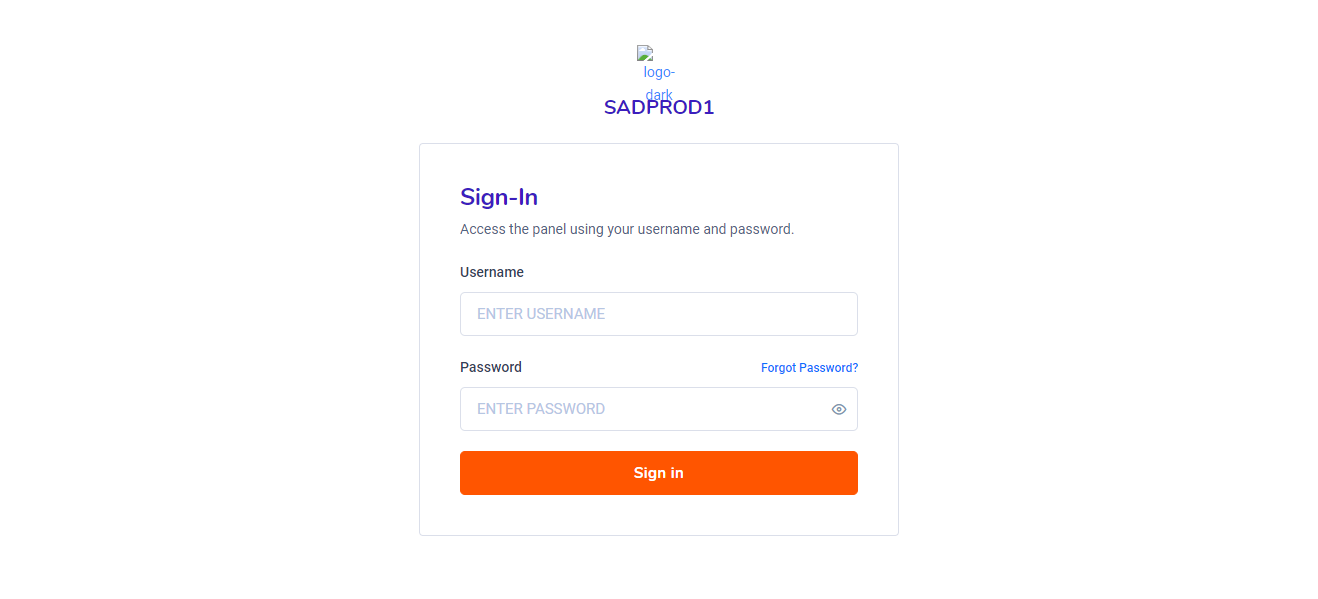 logo-
dark
SADPROD1
Sign-In
Access the panel using your username and password.
Username
ENTER USERNAME
Password
Forgot Password?
ENTER PASSWORD
Sign in